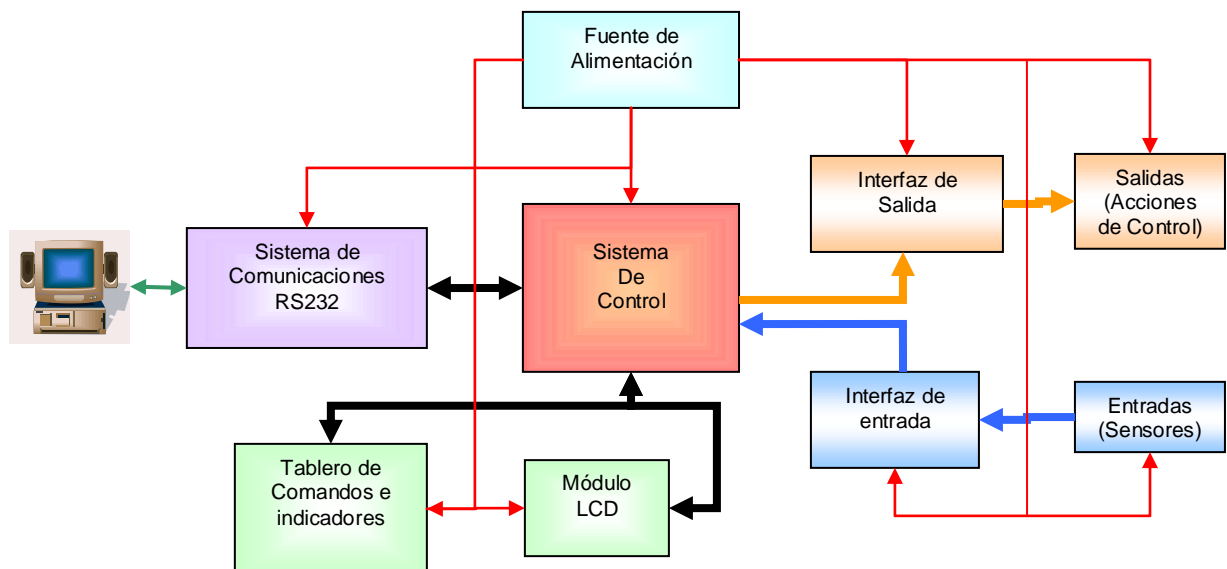 Fuente de
Alimentación
Interfaz de
Salida
Salidas
(Acciones
de Control)
Sistema de
Comunicaciones
RS232
Sistema
De
Control
Interfaz de
entrada
Entradas
(Sensores)
Tablero de
Comandos e
indicadores
Módulo
LCD